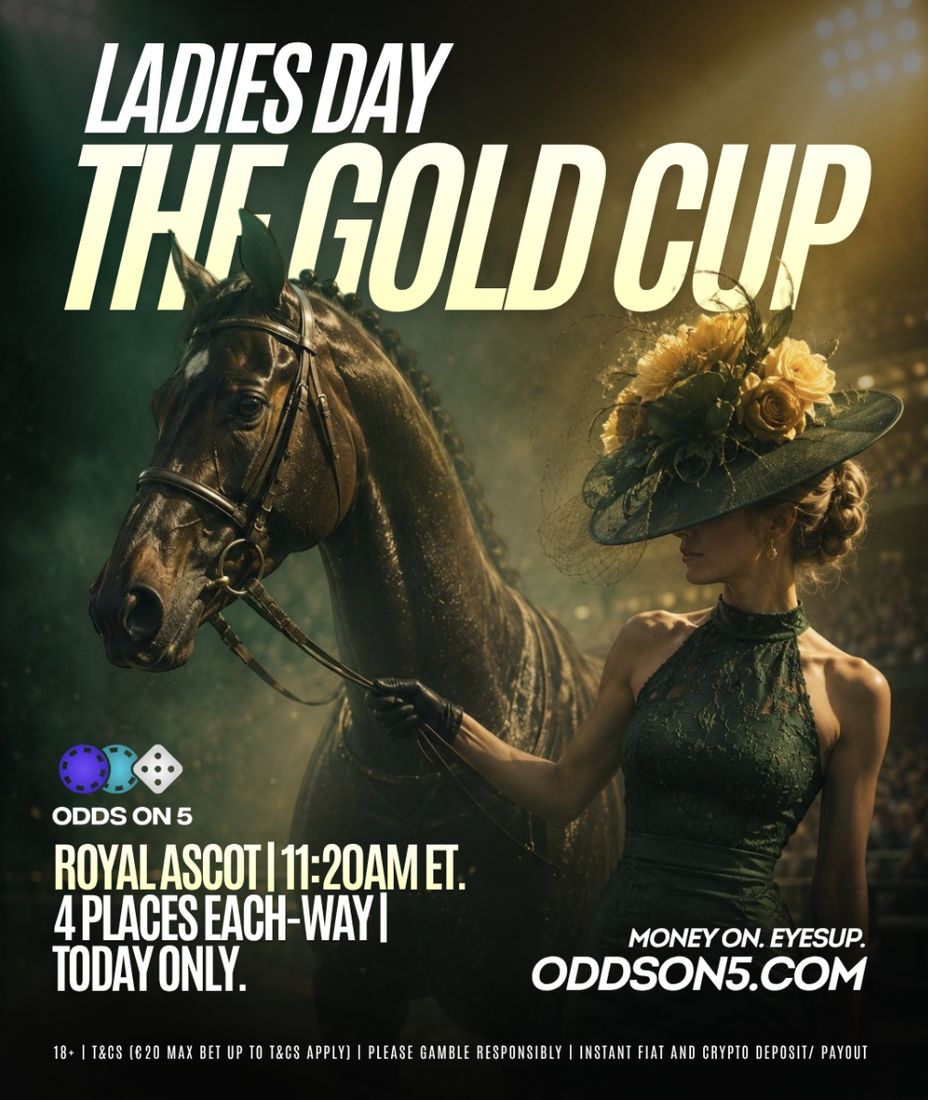 LADIES DAY
THE GOLD CUP
ODDS ON 5
ROYAL ASCOT | 11:20AM ET.
4 PLACES EACH-WAY |
TODAY ONLY.
MONEY ON. EYESUP.
ODDSON5.COM
18+ | T&CS (€20 MAX BET UP TO T&CS APPLY) | PLEASE GAMBLE RESPONSIBLY | INSTANT FIAT AND CRYPTO DEPOSIT/ PAYOUT